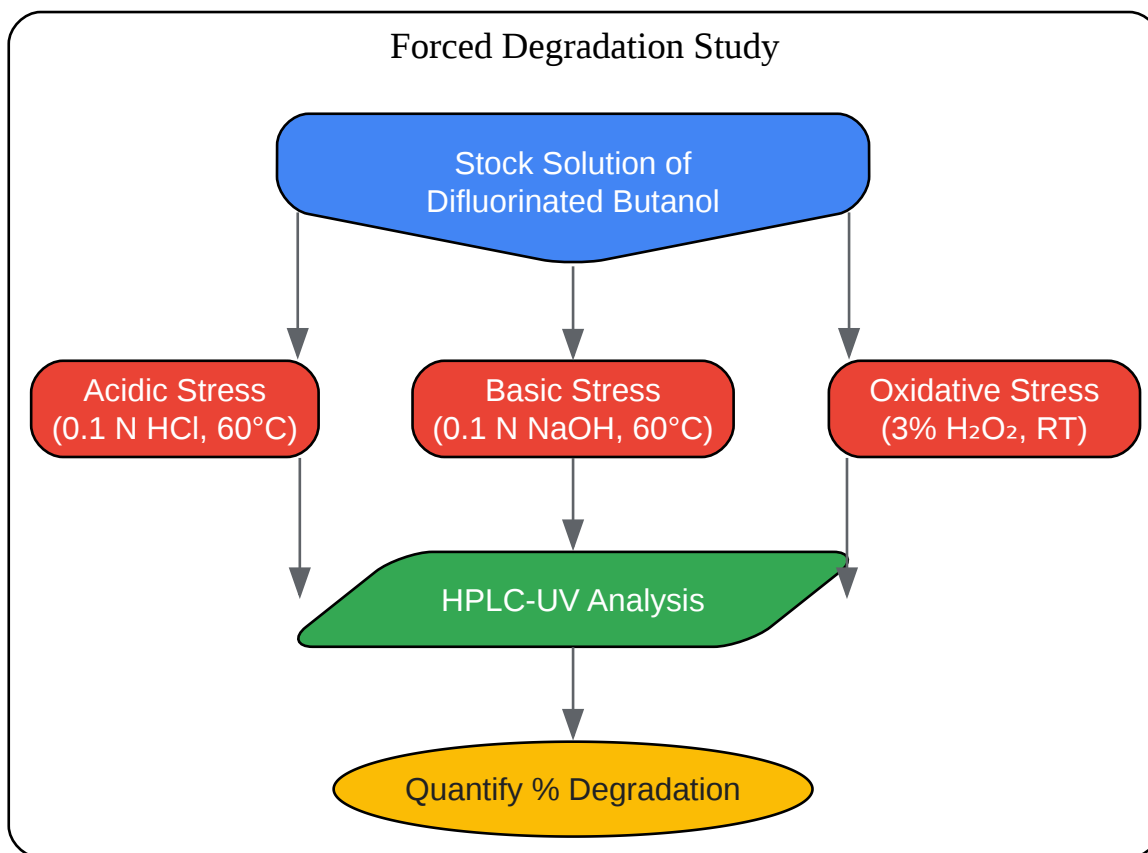 Forced Degradation Study
Stock Solution of
Difluorinated Butanol
Acidic Stress
(0.1 N HCl, 60°C)
Basic Stress
(0.1 N NaOH, 60°C)
Oxidative Stress
(3% H₂O₂, RT)
HPLC-UV Analysis
Quantify % Degradation